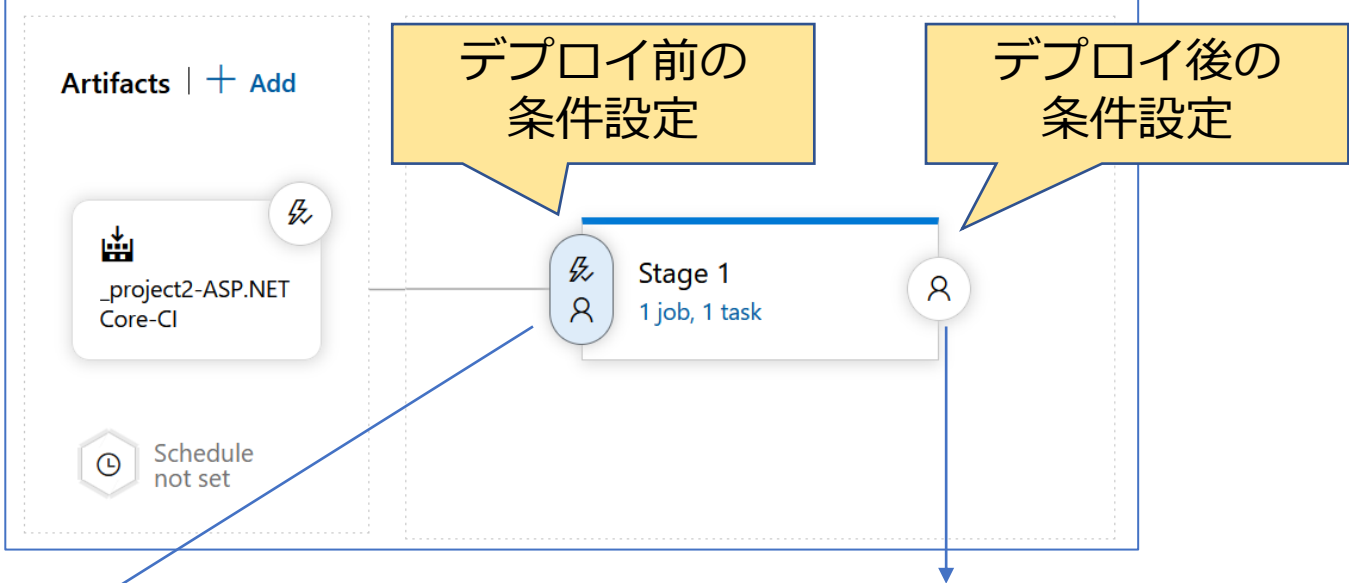 デプロイ前の
条件設定
デプロイ後の
条件設定
Artifacts | + Add
_project2-ASP.NET
Core-CI
Stage 1
1 job, 1 task
Schedule
not set